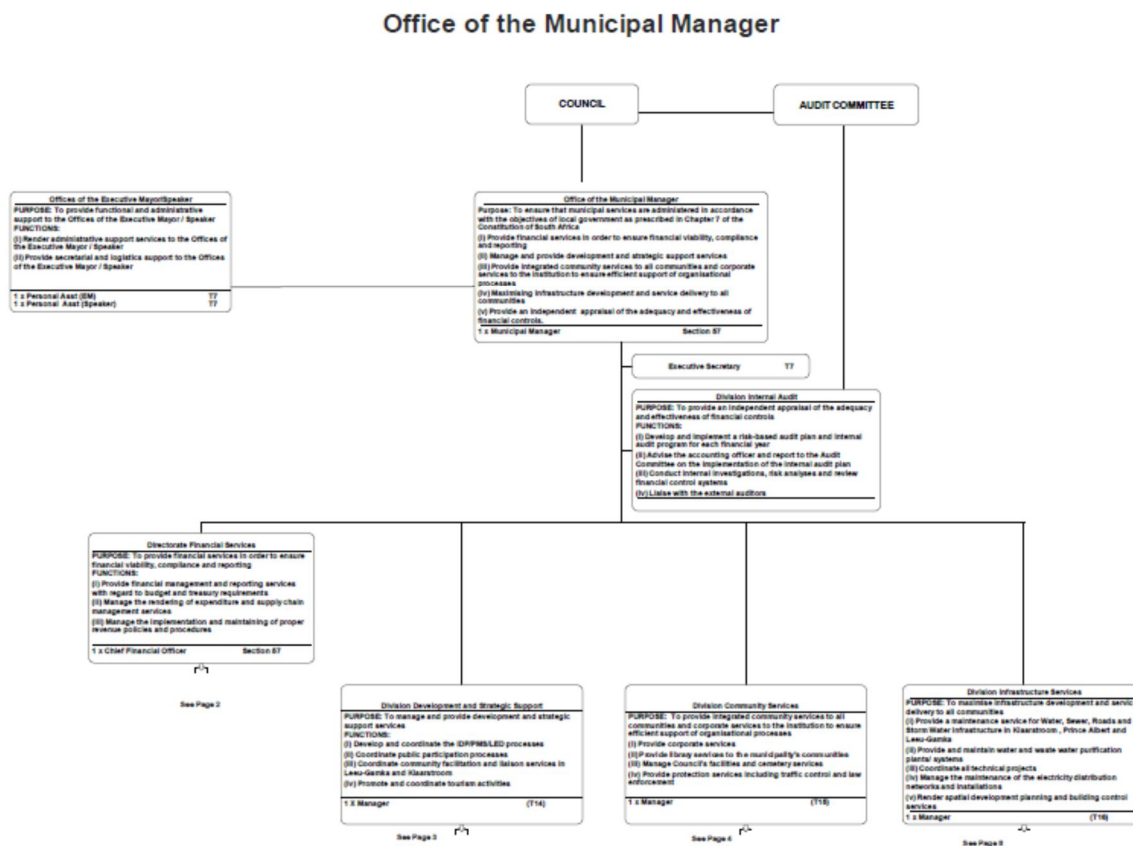 Office of the Municipal Manager
COUNCIL
AUDIT COMMITTEE
Offices of the Executive Mayor/Speaker
PURPOSE: To provide functional and administrative
support to the Offices of the Executive Mayor / Speaker
FUNCTIONS:
(i) Render administrative support services to the Offices of
the Executive Mayor / Speaker
(ii) Provide secretarial and logistics support to the Offices
of the Executive Mayor / Speaker
1 x Personal Asst (EM) T7
1 x Personal Asst (Speaker) T7
Office of the Municipal Manager
Purpose: To ensure that municipal services are administered in accordance
with the objectives of local government as prescribed in Chapter 7 of the
Constitution of South Africa
(i) Provide financial services in order to ensure financial viability, compliance
and reporting
(ii) Manage and provide development and strategic support services
(iii) Provide integrated community services to all communities and corporate
services to the institution to ensure efficient support of organisational
processes
(iv) Maximising infrastructure development and service delivery to all
communities
(v) Provide an independent appraisal of the adequacy and effectiveness of
financial controls.
1 x Municipal Manager Section 57
Executive Secretary T7
Division Internal Audit
PURPOSE: To provide an independent appraisal of the adequacy
and effectiveness of financial controls
FUNCTIONS:
(i) Develop and implement a risk-based audit plan and internal
audit program for each financial year
(ii) Advise the accounting officer and report to the Audit
Committee on the implementation of the internal audit plan
(iii) Conduct internal investigations, risk analyses and review
financial control systems
(iv) Liaise with the external auditors
Directorate Financial Services
PURPOSE: To provide financial services in order to ensure
financial viability, compliance and reporting
FUNCTIONS:
(i) Provide financial management and reporting services
with regard to budget and treasury requirements
(ii) Manage the rendering of expenditure and supply chain
management services
(iii) Manage the implementation and maintaining of proper
revenue policies and procedures
1 x Chief Financial Officer Section 57
See Page 2
Division Development and Strategic Support
PURPOSE: To manage and provide development and strategic
support services
FUNCTIONS:
(i) Develop and coordinate the IDP/PMS/LED processes
(ii) Coordinate public participation processes
(iii) Coordinate community facilitation and liaison services in
Leeu-Gamka and Klaarstroom
(iv) Promote and coordinate tourism activities
1 X Manager (T14)
See Page 3
Division Community Services
PURPOSE: To provide integrated community services to all
communities and corporate services to the institution to ensure
efficient support of organisational processes
(i) Provide corporate services
(ii) Provide library services to the municipality's communities
(iii) Manage Council's facilities and cemetery services
(iv) Provide protection services including traffic control and law
enforcement
1 x Manager
See Page 4
Division Infrastructure Services
PURPOSE: To maximise infrastructure development and servic
delivery to all communities
(i) Provide a maintenance service for Water, Sewer, Roads and
Storm Water Infrastructure in Klaarstroom , Prince Albert and
Leeu-Gamka
(ii) Provide and maintain water and waste water purification
plants/ systems
(iii) Coordinate all technical projects
(iv) Manage the maintenance of the electricity distribution
networks and installations
(v) Render spatial development planning and building control
services
1 x Manager (T16)
See Page